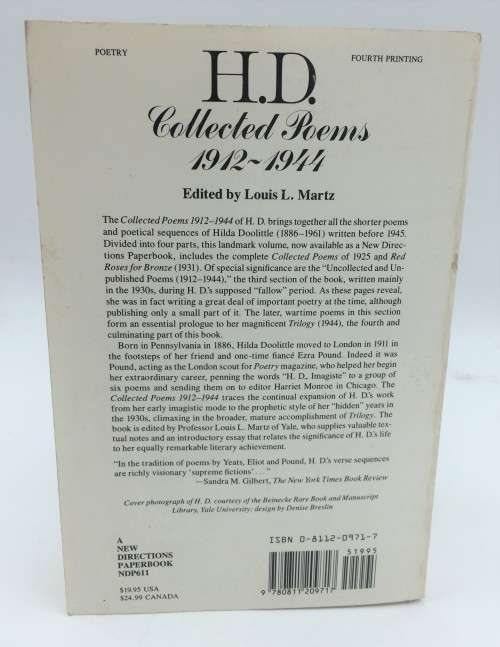 POETRY
FOURTH PRINTING
H.D.
Collected Poems
1912~1944
Edited by Louis L. Martz
The Collected Poems 1912–1944 of H. D. brings together all the shorter poems
and poetical sequences of Hilda Doolittle (1886–1961) written before 1945.
Divided into four parts, this landmark volume, now available as a New Direc-
tions Paperbook, includes the complete Collected Poems of 1925 and Red
Roses for Bronze (1931). Of special significance are the “Uncollected and Un-
published Poems (1912–1944),” the third section of the book, written mainly
in the 1930s, during H. D.’s supposed “fallow” period. As these pages reveal,
she was in fact writing a great deal of important poetry at the time, although
publishing only a small part of it. The later, wartime poems in this section
form an essential prologue to her magnificent Trilogy (1944), the fourth and
culminating part of this book.
Born in Pennsylvania in 1886, Hilda Doolittle moved to London in 1911 in
the footsteps of her friend and one-time fiancé Ezra Pound. Indeed it was
Pound, acting as the London scout for Poetry magazine, who helped her begin
her extraordinary career, penning the words “H. D., Imagiste” to a group of
six poems and sending them on to editor Harriet Monroe in Chicago. The
Collected Poems 1912–1944 traces the continual expansion of H. D.’s work
from her early imagistic mode to the prophetic style of her “hidden” years in
the 1930s, climaxing in the broader, mature accomplishment of Trilogy. The
book is edited by Professor Louis L. Martz of Yale, who supplies valuable tex-
tual notes and an introductory essay that relates the significance of H. D.’s life
to her equally remarkable literary achievement.
“In the tradition of poems by Yeats, Eliot and Pound, H. D.’s verse sequences
are richly visionary ‘supreme fictions’. . . .”
—Sandra M. Gilbert, The New York Times Book Review
Cover photograph of H. D. courtesy of the Beinecke Rare Book and Manuscript
Library, Yale University; design by Denise Breslin
A
NEW
DIRECTIONS
PAPERBOOK
NDP611
$19.95 USA
$24.99 CANADA
ISBN 0-8112-0971-7
51995
9 780811 209717